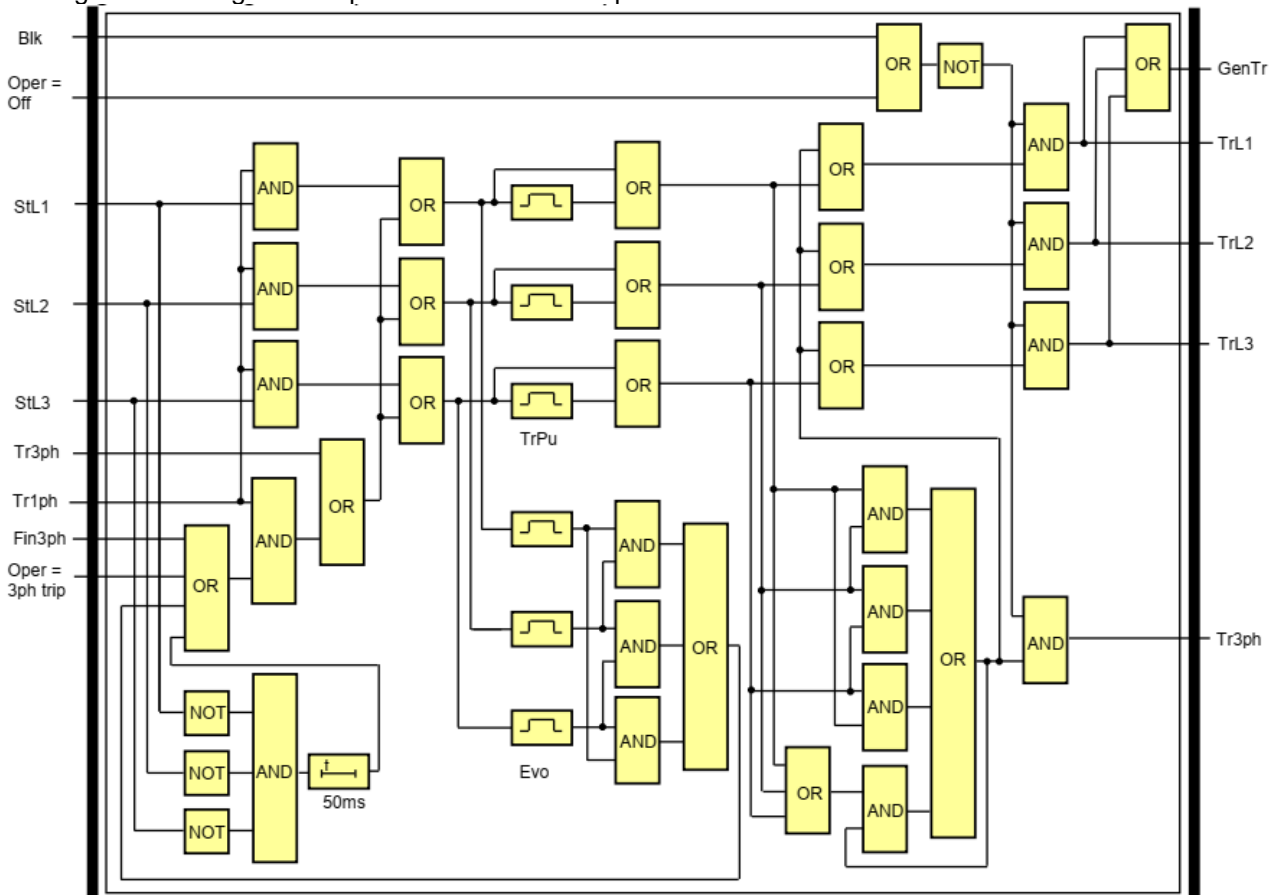 Blk
Oper =
Off
StL1
StL2
StL3
Tr3ph
Tr1ph
Fin3ph
Oper =
3ph trip
AND
AND
AND
OR
OR
OR
OR
AND
OR
NOT
NOT
NOT
AND
t
50ms
TrPu
Evo
OR
OR
OR
AND
AND
AND
OR
OR
NOT
OR
OR
OR
AND
AND
AND
OR
AND
AND
AND
OR
OR
AND
AND
GenTr
TrL1
TrL2
TrL3
Tr3ph